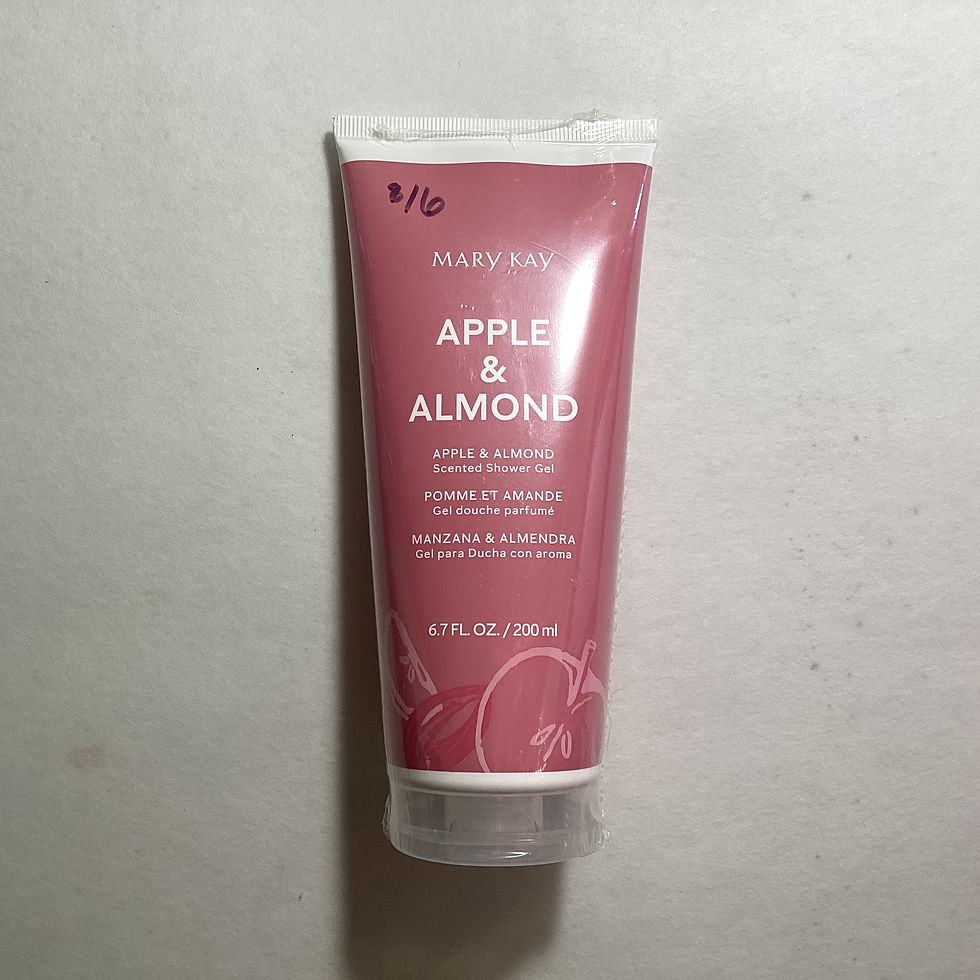 8/6
MARY KAY
APPLE
&
ALMOND
APPLE & ALMOND
Scented Shower Gel
POMME ET AMANDE
Gel douche parfumé
MANZANA & ALMENDRA
Gel para Ducha con aroma
6.7 FL. OZ. / 200 ml